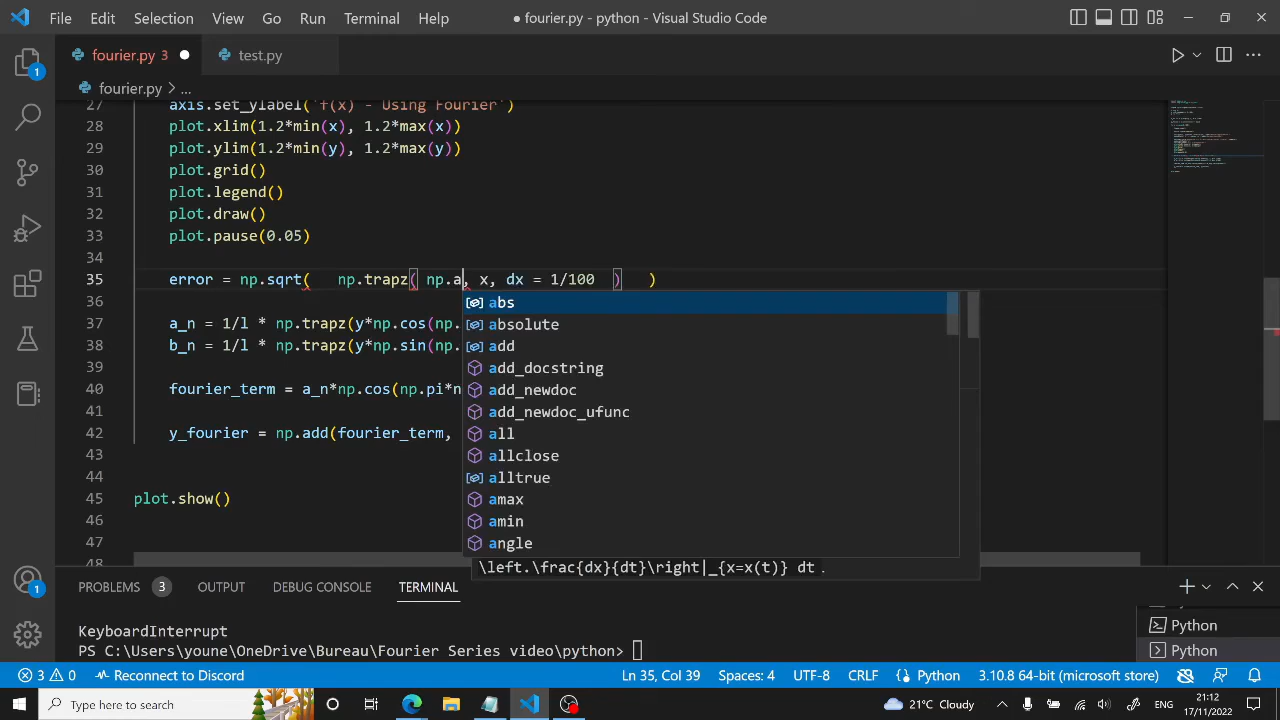 File Edit Selection View Go Run Terminal Help
● fourier.py - python - Visual Studio Code
fourier.py 3 ●
test.py
fourier.py > ...
27 axis.set_ylabel('f(x) - Using Fourier')
28 plot.xlim(1.2*min(x), 1.2*max(x))
29 plot.ylim(1.2*min(y), 1.2*max(y))
30 plot.grid()
31 plot.legend()
32 plot.draw()
33 plot.pause(0.05)
34
35 error = np.sqrt(   np.trapz( np.a, x, dx = 1/100  )   )
abs
36
absolute
37 a_n = 1/l * np.trapz(y*np.cos(np.
add
38 b_n = 1/l * np.trapz(y*np.sin(np.
add_docstring
39
add_newdoc
40 fourier_term = a_n*np.cos(np.pi*n
add_newdoc_ufunc
41
all
42 y_fourier = np.add(fourier_term,
allclose
43
alltrue
44
amax
45 plot.show()
amin
46
angle
47
48
\left.\frac{dx}{dt}\right|_{x=x(t)} dt .
PROBLEMS 3 OUTPUT TERMINAL
KeyboardInterrupt
PS C:\Users\youne\OneDrive\Bureau\Fourier Series video\python>
Python
Python
1
1
3 0 Reconnect to Discord
Ln 35, Col 39 Spaces: 4 UTF-8 CRLF Python 3.10.8 (microsoft store)
Type here to search
21°C Cloudy
21:12
17/11/2022